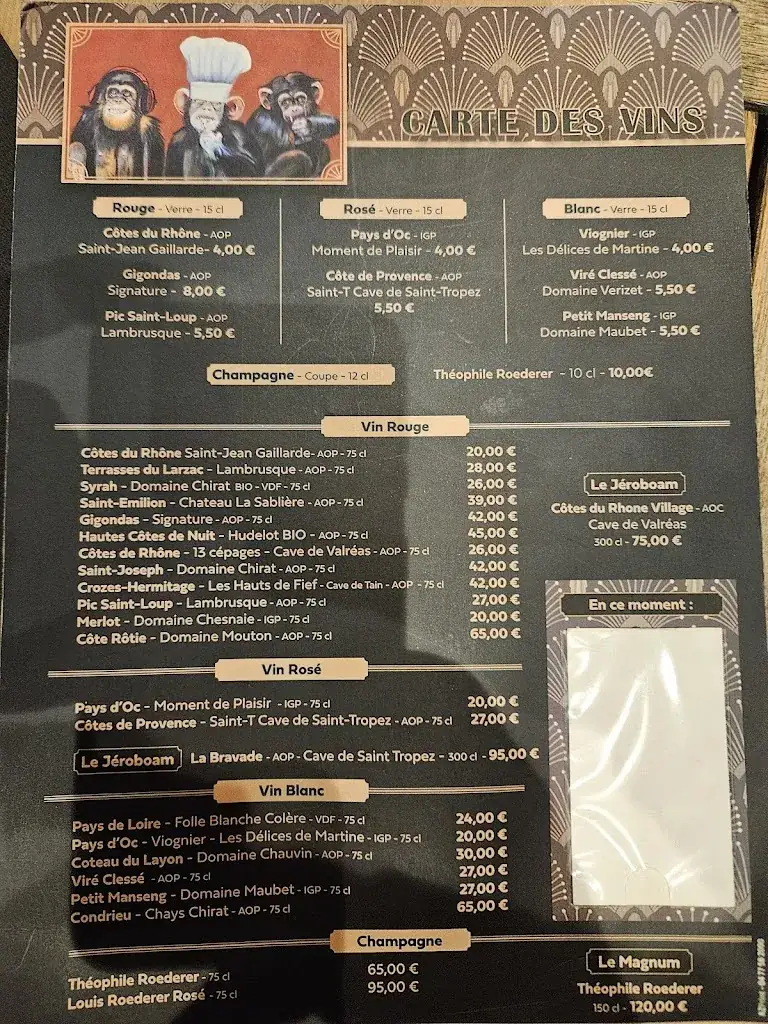 CARTE DES VINS
Rouge - Verre - 15 cl
Côtes du Rhône - AOP
Saint-Jean Gaillarde- 4,00 €
Gigondas - AOP
Signature - 8,00 €
Pic Saint-Loup - AOP
Lambrusque - 5,50 €
Rosé - Verre - 15 cl
Pays d'Oc - IGP
Moment de Plaisir - 4,00 €
Côte de Provence - AOP
Saint-T Cave de Saint-Tropez
5,50 €
Blanc - Verre - 15 cl
Viognier - IGP
Les Délices de Martine - 4,00 €
Viré Clessé - AOP
Domaine Verizet - 5,50 €
Petit Manseng - IGP
Domaine Maubet - 5,50 €
Champagne - Coupe - 12 cl
Théophile Roederer - 10 cl - 10,00€
Vin Rouge
Côtes du Rhône Saint-Jean Gaillarde- AOP - 75 cl 20,00 €
Terrasses du Larzac - Lambrusque - AOP - 75 cl 28,00 €
Syrah - Domaine Chirat BIO - VDF - 75 cl 26,00 €
Saint-Emilion - Chateau La Sablière - AOP - 75 cl 39,00 €
Gigondas - Signature - AOP - 75 cl 42,00 €
Hautes Côtes de Nuit - Hudelot BIO - AOP - 75 cl 45,00 €
Côtes de Rhône - 13 cépages - Cave de Valréas - AOP - 75 cl 26,00 €
Saint-Joseph - Domaine Chirat - AOP - 75 cl 42,00 €
Crozes-Hermitage - Les Hauts de Fief - Cave de Tain - AOP - 75 cl 42,00 €
Pic Saint-Loup - Lambrusque - AOP - 75 cl 27,00 €
Merlot - Domaine Chesnaie - IGP - 75 cl 20,00 €
Côte Rôtie - Domaine Mouton - AOP - 75 cl 65,00 €
Le Jéroboam
Côtes du Rhone Village - AOC
Cave de Valréas
300 cl - 75,00 €
En ce moment :
Vin Rosé
Pays d'Oc - Moment de Plaisir - IGP - 75 cl 20,00 €
Côtes de Provence - Saint-T Cave de Saint-Tropez - AOP - 75 cl 27,00 €
Le Jéroboam La Bravade - AOP - Cave de Saint Tropez - 300 cl - 95,00 €
Vin Blanc
Pays de Loire - Folle Blanche Colère - VDF - 75 cl 24,00 €
Pays d'Oc - Viognier - Les Délices de Martine - IGP - 75 cl 20,00 €
Coteau du Layon - Domaine Chauvin - AOP - 75 cl 30,00 €
Viré Clessé - AOP - 75 cl 27,00 €
Petit Manseng - Domaine Maubet - IGP - 75 cl 27,00 €
Condrieu - Chays Chirat - AOP - 75 cl 65,00 €
Champagne
Théophile Roederer - 75 cl 65,00 €
Louis Roederer Rosé - 75 cl 95,00 €
Le Magnum
Théophile Roederer
150 cl - 120,00 €